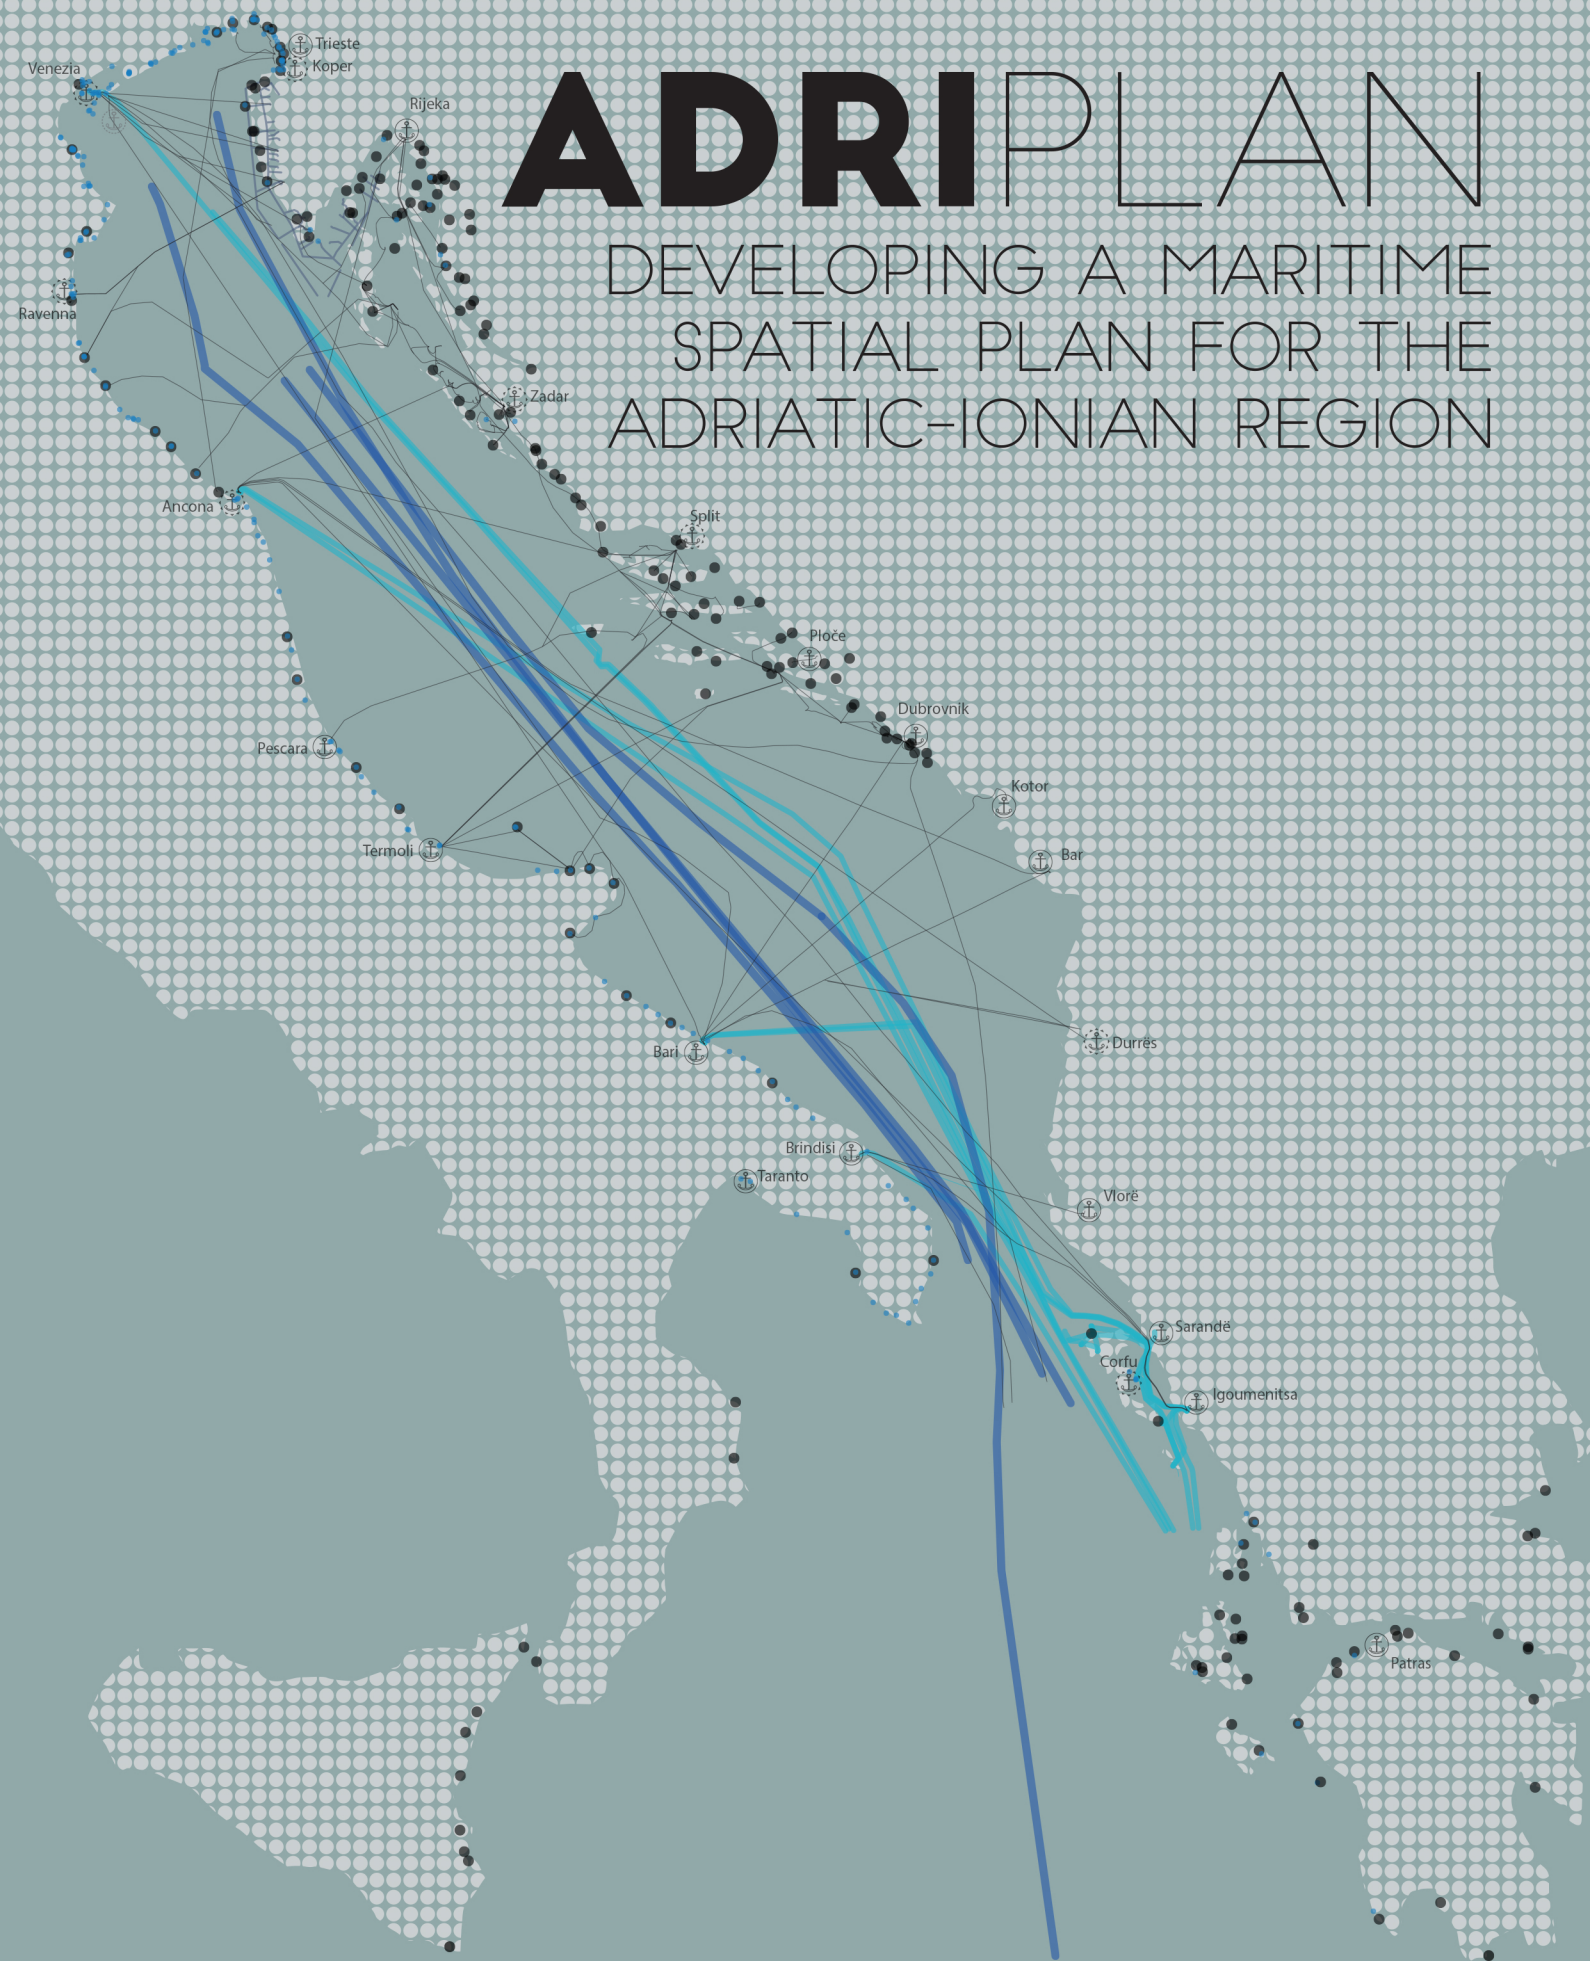 ADRIPLAN
DEVELOPING A MARITIME
SPATIAL PLAN FOR THE
ADRIATIC-IONIAN REGION
Trieste
Koper
Venezia
Rijeka
Ravenna
Zadar
Ancona
Split
Ploče
Dubrovnik
Pescara
Kotor
Termoli
Bar
Bari
Durrës
Brindisi
Taranto
Vlorë
Sarandë
Corfu
Igoumenitsa
Patras